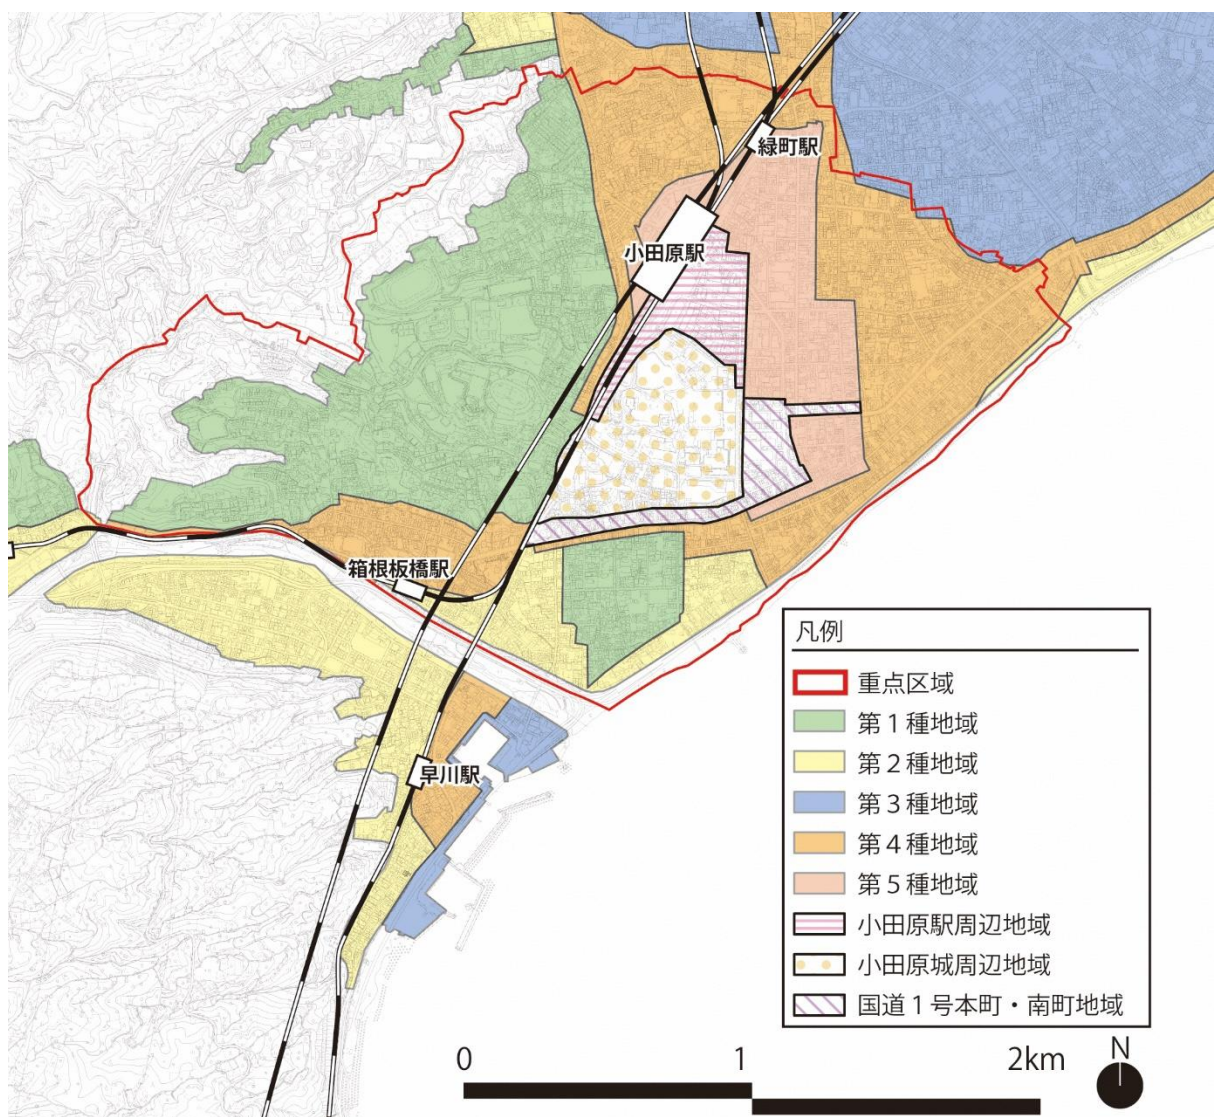 緑町駅
小田原駅
箱根板橋駅
早川駅
凡例
重点区域
第１種地域
第２種地域
第３種地域
第４種地域
第５種地域
小田原駅周辺地域
小田原城周辺地域
国道１号本町・南町地域
0 1 2km
N